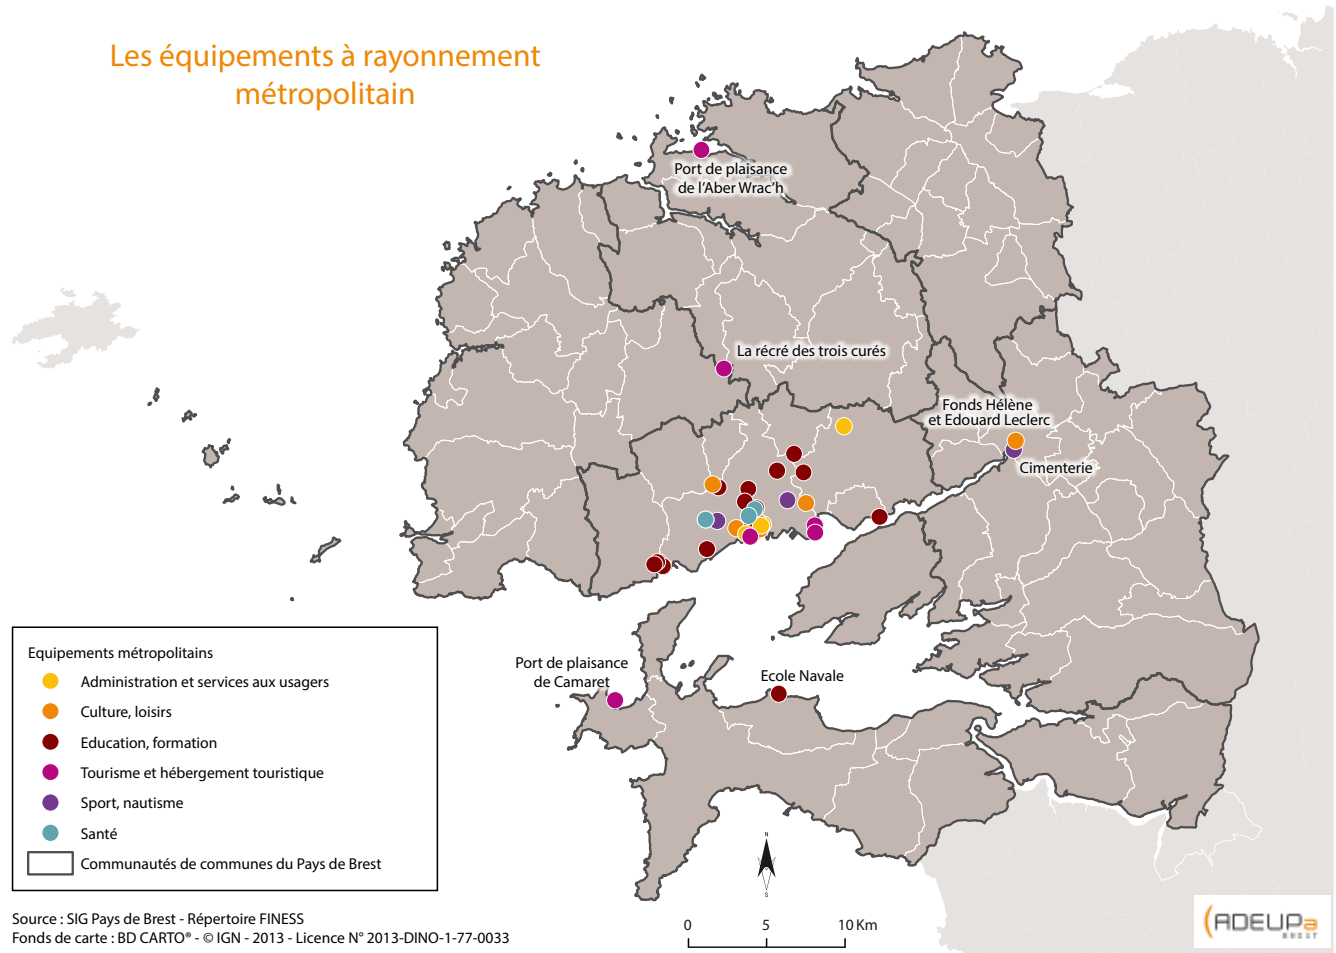 Les équipements à rayonnement
métropolitain
Port de plaisance
de l'Aber Wrac'h
La récré des trois curés
Fonds Hélène
et Edouard Leclerc
Cimenterie
Port de plaisance
de Camaret
Ecole Navale
Equipements métropolitains
Administration et services aux usagers
Culture, loisirs
Education, formation
Tourisme et hébergement touristique
Sport, nautisme
Santé
Communautés de communes du Pays de Brest
N
S
Source : SIG Pays de Brest - Répertoire FINESS
Fonds de carte : BD CARTO® - © IGN - 2013 - Licence N° 2013-DINO-1-77-0033
0 5 10 Km
ADEUPa
BREST